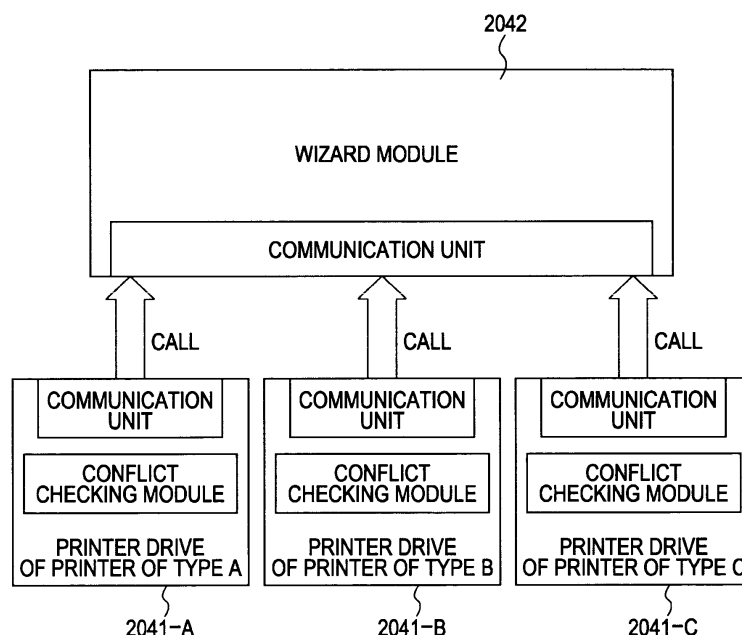 2042
WIZARD MODULE
COMMUNICATION UNIT
CALL
CALL
CALL
COMMUNICATION
UNIT
COMMUNICATION
UNIT
COMMUNICATION
UNIT
CONFLICT
CHECKING MODULE
CONFLICT
CHECKING MODULE
CONFLICT
CHECKING MODULE
PRINTER DRIVE
OF PRINTER OF TYPE A
PRINTER DRIVE
OF PRINTER OF TYPE B
PRINTER DRIVE
OF PRINTER OF TYPE C
2041-A
2041-B
2041-C